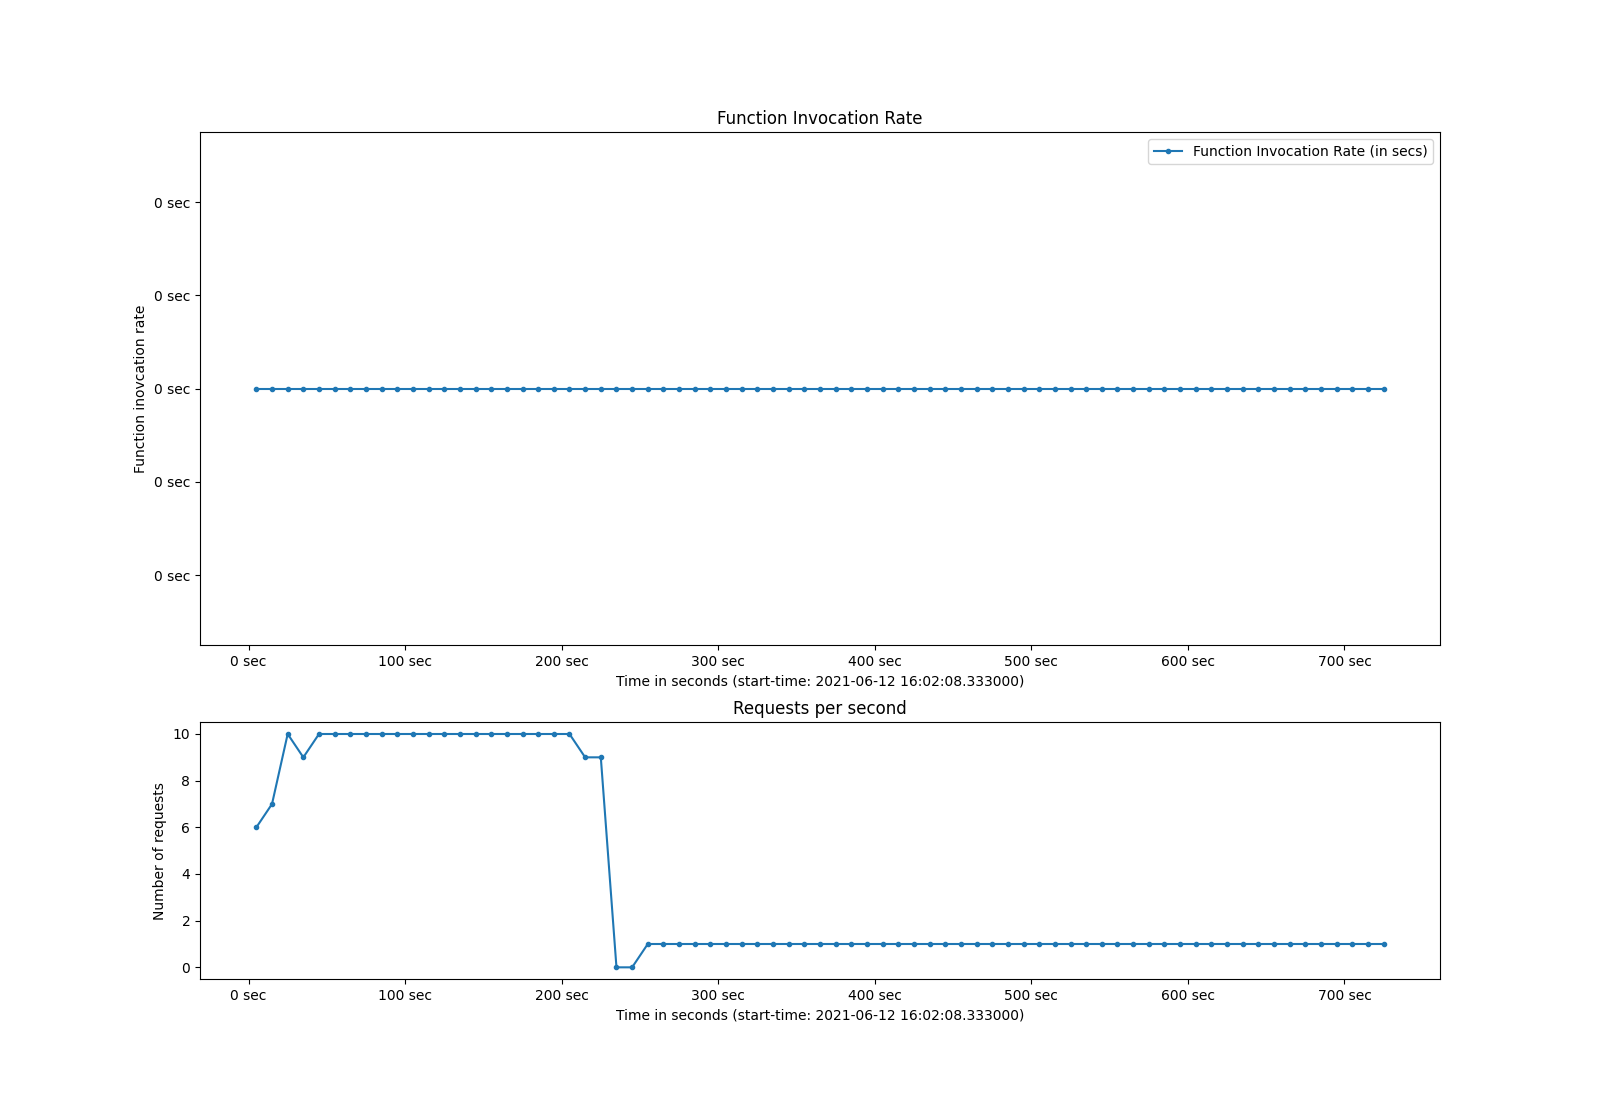 Function Invocation Rate
Function Invocation Rate (in secs)
0 sec
0 sec
0 sec
0 sec
0 sec
Function inovcation rate
0 sec 100 sec 200 sec 300 sec 400 sec 500 sec 600 sec 700 sec
Time in seconds (start-time: 2021-06-12 16:02:08.333000)
Requests per second
10
8
6
4
2
0
Number of requests
0 sec 100 sec 200 sec 300 sec 400 sec 500 sec 600 sec 700 sec
Time in seconds (start-time: 2021-06-12 16:02:08.333000)